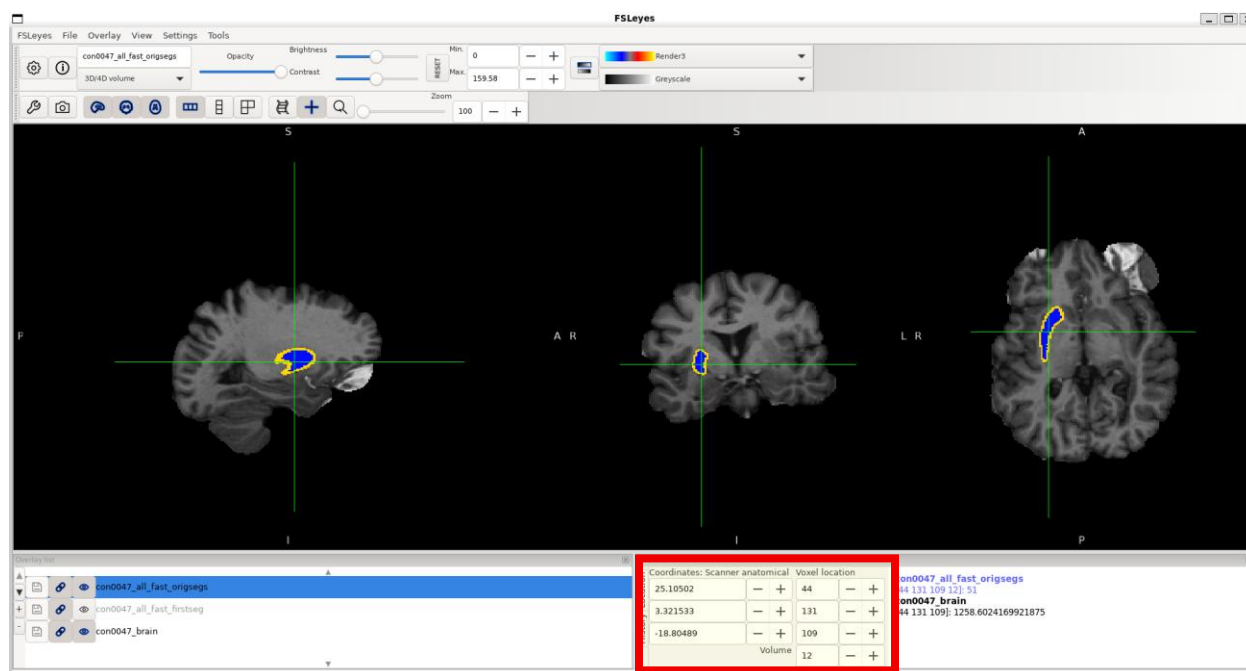 FSLeyes
FSLeyes File Overlay View Settings Tools
con0047_all_fast_origsegs
Opacity
Brightness
Contrast
RESET
Min. 0
Max. 159.58
Render3
3D/4D volume
Greyscale
Zoom
100
S
S
A
P
A R
L R
I
I
P
Overlay list
con0047_all_fast_origsegs
con0047_all_fast_firstseg
con0047_brain
Coordinates: Scanner anatomical Voxel location
25.10502 44
3.321533 131
-18.80489 109
Volume 12
con0047_all_fast_origsegs
44 131 109 12]: 51
con0047_brain
44 131 109]: 1258.6024169921875